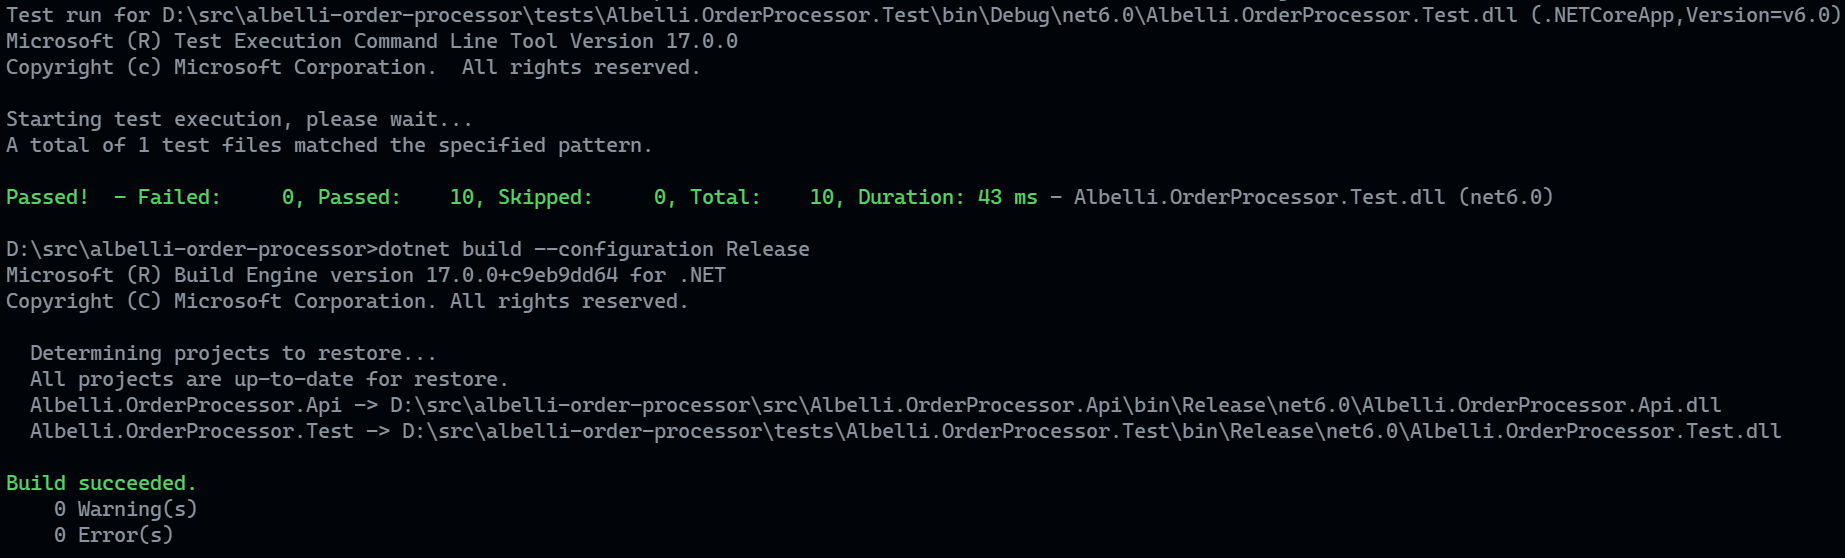 Test run for D:\src\albelli-order-processor\tests\Albelli.OrderProcessor.Test\bin\Debug\net6.0\Albelli.OrderProcessor.Test.dll (.NETCoreApp,Version=v6.0)
Microsoft (R) Test Execution Command Line Tool Version 17.0.0
Copyright (c) Microsoft Corporation.  All rights reserved.

Starting test execution, please wait...
A total of 1 test files matched the specified pattern.

Passed!  - Failed:     0, Passed:    10, Skipped:     0, Total:    10, Duration: 43 ms - Albelli.OrderProcessor.Test.dll (net6.0)

D:\src\albelli-order-processor>dotnet build --configuration Release
Microsoft (R) Build Engine version 17.0.0+c9eb9dd64 for .NET
Copyright (C) Microsoft Corporation. All rights reserved.

  Determining projects to restore...
  All projects are up-to-date for restore.
  Albelli.OrderProcessor.Api -> D:\src\albelli-order-processor\src\Albelli.OrderProcessor.Api\bin\Release\net6.0\Albelli.OrderProcessor.Api.dll
  Albelli.OrderProcessor.Test -> D:\src\albelli-order-processor\tests\Albelli.OrderProcessor.Test\bin\Release\net6.0\Albelli.OrderProcessor.Test.dll

Build succeeded.
    0 Warning(s)
    0 Error(s)